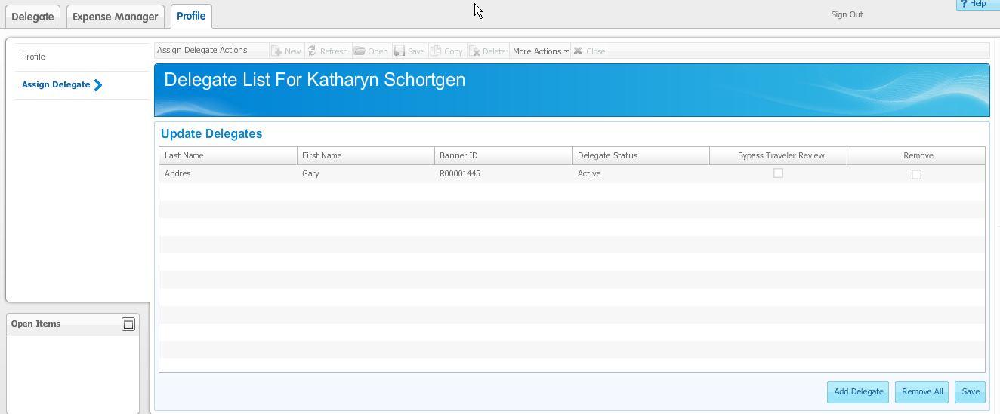 ? Help
Delegate Expense Manager Profile Sign Out
Profile
Assign Delegate
Assign Delegate Actions New Refresh Open Save Copy Delete More Actions Close
Delegate List For Katharyn Schortgen
Update Delegates
Last Name First Name Banner ID Delegate Status Bypass Traveler Review Remove
Andres Gary R00001445 Active
Open Items
Add Delegate Remove All Save